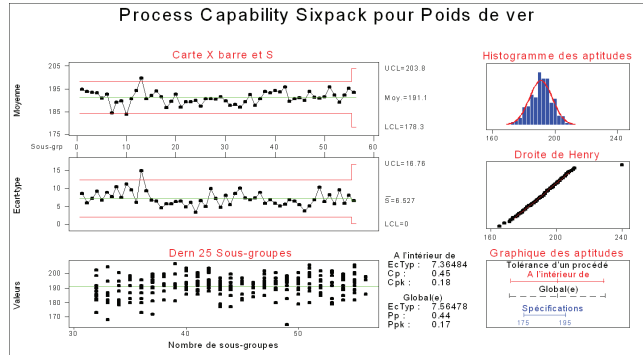 Process Capability Sixpack pour Poids de ver
Carte X barre et S
Moyenne
205
195
185
175
UCL=203.8
Moy.=191.1
LCL=178.3
Sous-grp 0 10 20 30 40 50 60
Ecart-type
15
10
5
0
UCL=16.76
S=6.527
LCL=0
Dern 25 Sous-groupes
Valeurs
200
190
180
170
30 40 50
Nombre de sous-groupes
A l'intérieur de
EcTyp : 7.36484
Cp : 0.45
Cpk : 0.18
Global(e)
EcTyp : 7.56478
Pp : 0.44
Ppk : 0.17
Histogramme des aptitudes
160 200 240
Droite de Henry
160 200 240
Graphique des aptitudes
Tolérance d'un procédé
A l'intérieur de
Global(e)
Spécifications
175 195